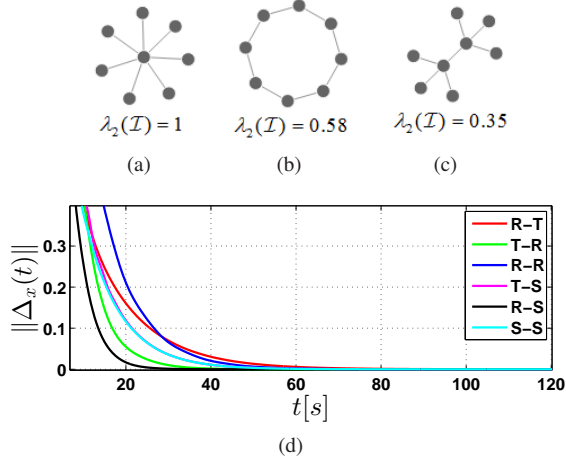 λ₂(ℐ) = 1
λ₂(ℐ) = 0.58
λ₂(ℐ) = 0.35
(a)
(b)
(c)
‖Δₓ(t)‖
0.3
0.2
0.1
0
20
40
60
80
100
120
t[s]
R−T
T−R
R−R
T−S
R−S
S−S
(d)